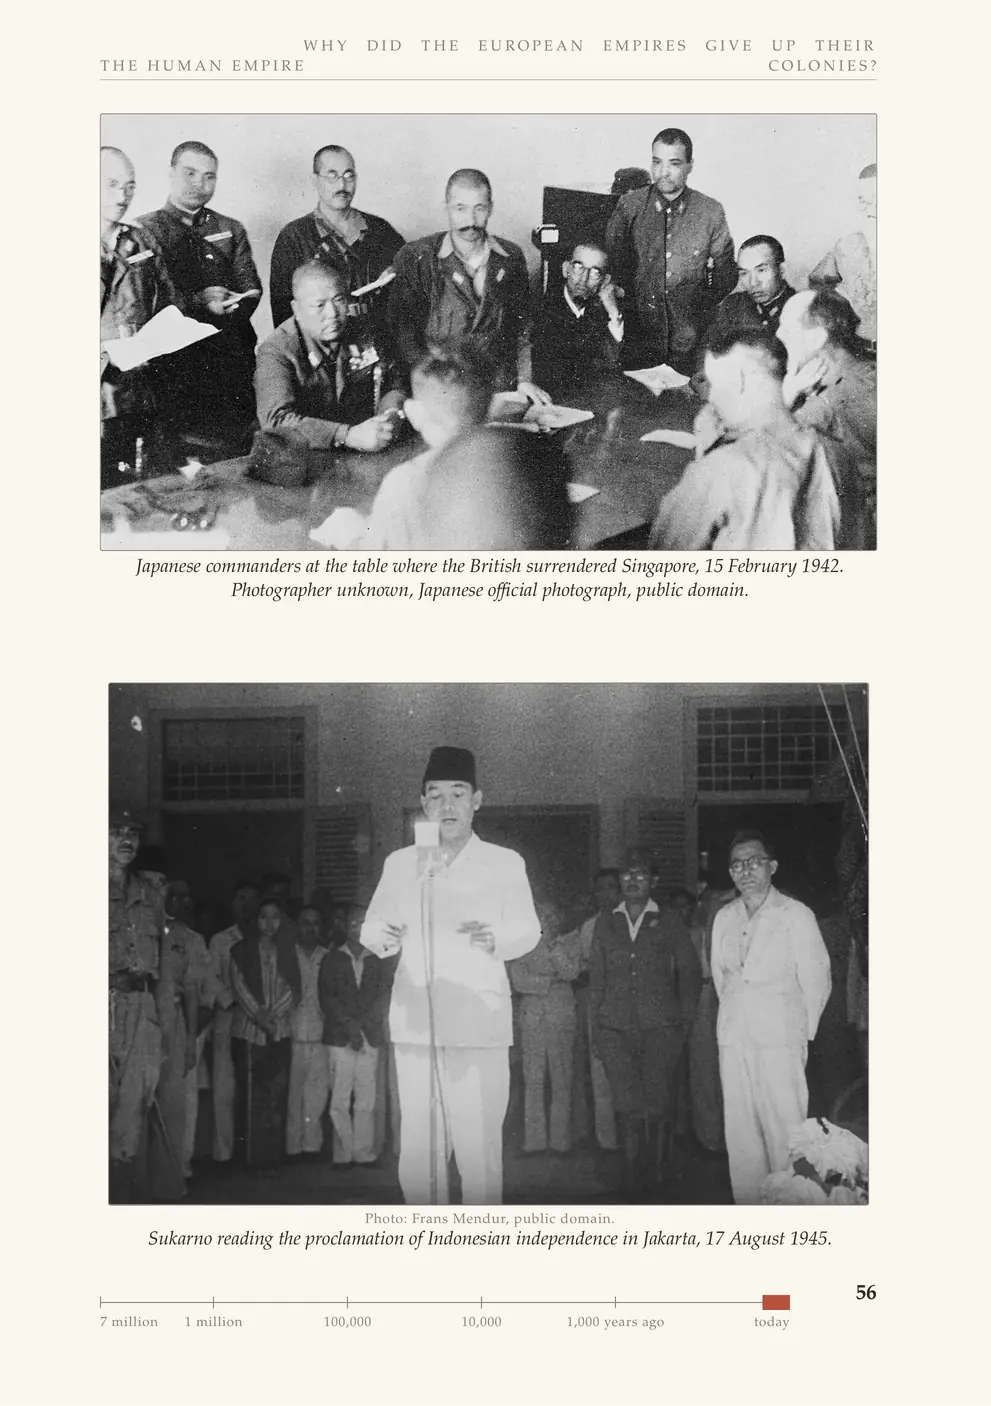 WHY DID THE EUROPEAN EMPIRES GIVE UP THEIR
THE HUMAN EMPIRE COLONIES?
Japanese commanders at the table where the British surrendered Singapore, 15 February 1942.
Photographer unknown, Japanese official photograph, public domain.
Photo: Frans Mendur, public domain.
Sukarno reading the proclamation of Indonesian independence in Jakarta, 17 August 1945.
56
7 million 1 million 100,000 10,000 1,000 years ago today